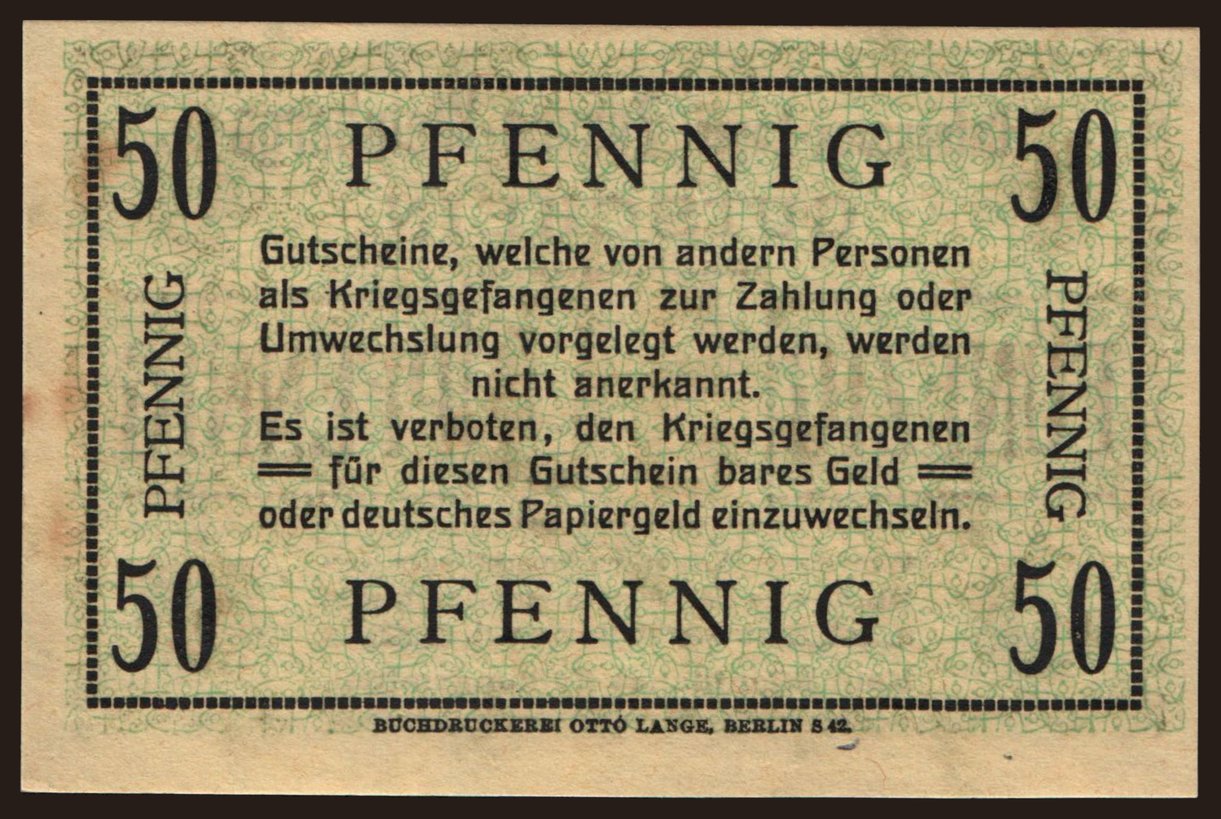 50 PFENNIG 50
Gutscheine, welche von andern Personen
als Kriegsgefangenen zur Zahlung oder
Umwechslung vorgelegt werden, werden
nicht anerkannt.
Es ist verboten, den Kriegsgefangenen
für diesen Gutschein bares Geld
oder deutsches Papiergeld einzuwechseln.
PFENNIG
PFENNIG
50 PFENNIG 50
BUCHDRUCKEREI OTTO LANGE, BERLIN S 42.